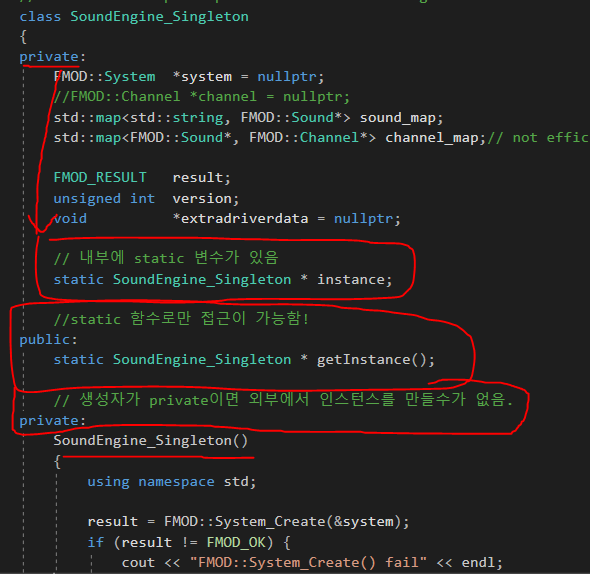 class SoundEngine_Singleton
{
private:
FMOD::System *system = nullptr;
//FMOD::Channel *channel = nullptr;
std::map<std::string, FMOD::Sound*> sound_map;
std::map<FMOD::Sound*, FMOD::Channel*> channel_map;// not effic
FMOD_RESULT result;
unsigned int version;
void *extradriverdata = nullptr;
// 내부에 static 변수가 있음
static SoundEngine_Singleton * instance;
//static 함수로만 접근이 가능함!
public:
static SoundEngine_Singleton * getInstance();
// 생성자가 private이면 외부에서 인스턴스를 만들수가 없음.
private:
SoundEngine_Singleton()
{
using namespace std;
result = FMOD::System_Create(&system);
if (result != FMOD_OK) {
cout << "FMOD::System_Create() fail" << endl;